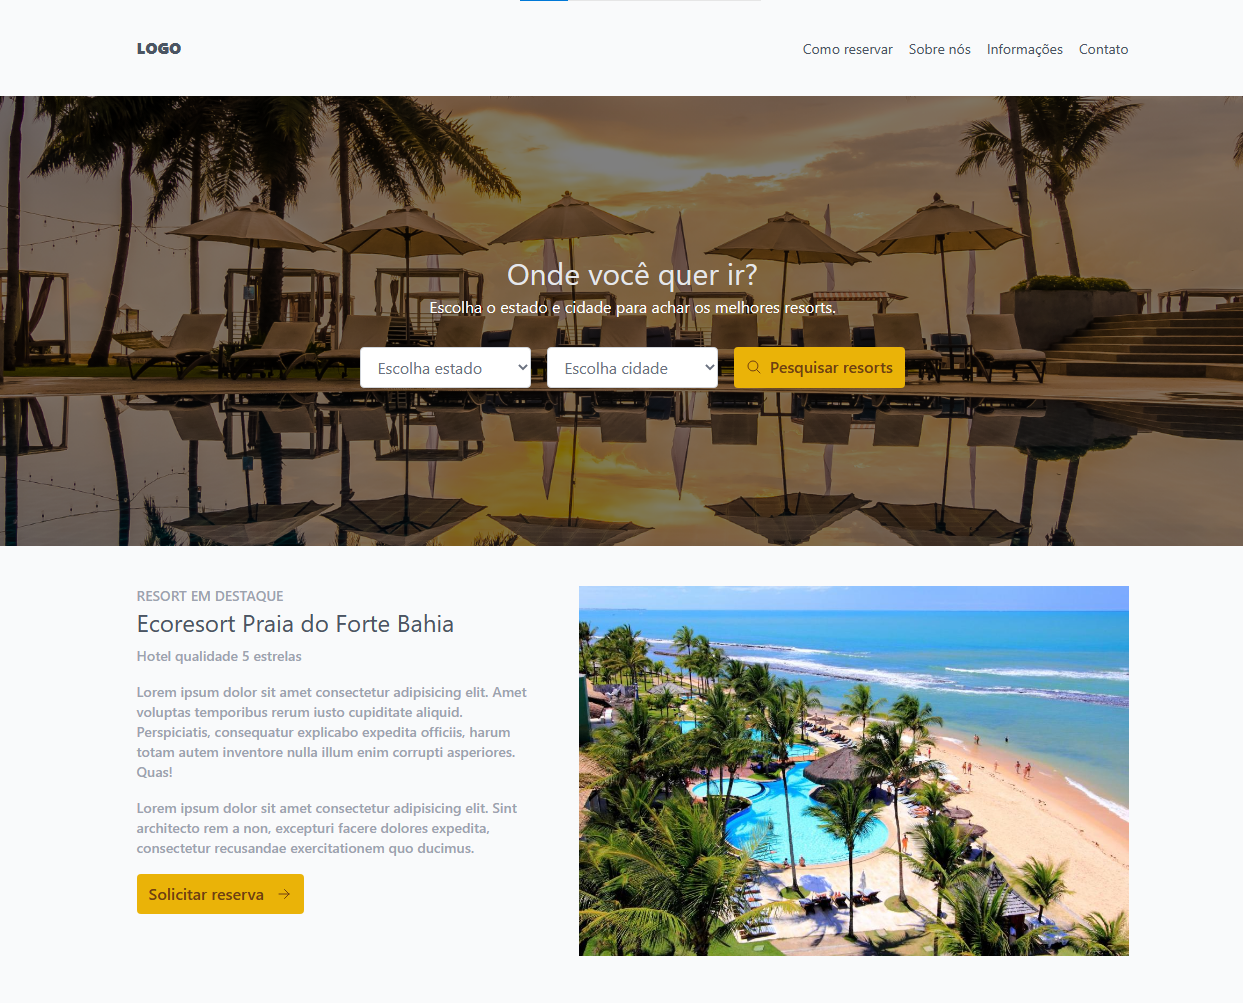 LOGO
Como reservar Sobre nós Informações Contato
Onde você quer ir?
Escolha o estado e cidade para achar os melhores resorts.
Escolha estado Escolha cidade Pesquisar resorts
RESORT EM DESTAQUE
Ecoresort Praia do Forte Bahia
Hotel qualidade 5 estrelas
Lorem ipsum dolor sit amet consectetur adipisicing elit. Amet
voluptas temporibus rerum iusto cupiditate aliquid.
Perspiciatis, consequatur explicabo expedita officiis, harum
totam autem inventore nulla illum enim corrupti asperiores.
Quas!
Lorem ipsum dolor sit amet consectetur adipisicing elit. Sint
architecto rem a non, excepturi facere dolores expedita,
consectetur recusandae exercitationem quo ducimus.
Solicitar reserva